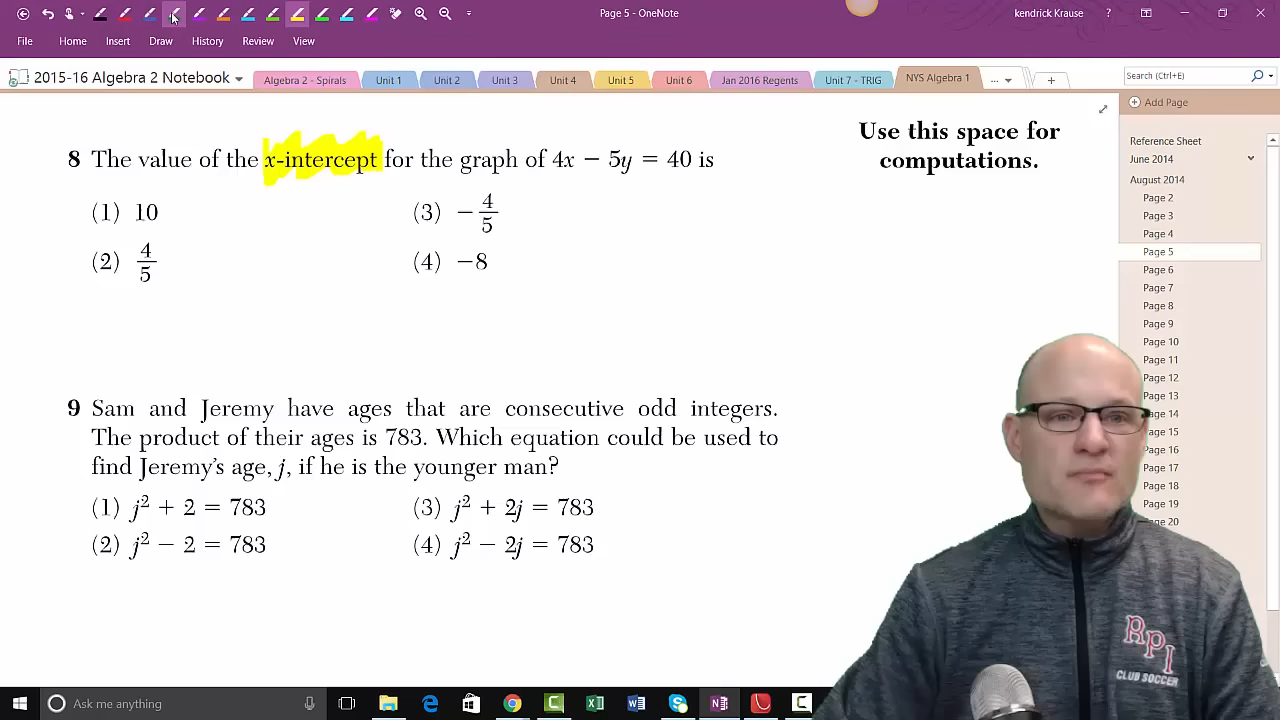 Page 5 - OneNote
kendrick Krause
?
File Home Insert Draw History Review View
2015-16 Algebra 2 Notebook
Algebra 2 - Spirals
Unit 1
Unit 2
Unit 3
Unit 4
Unit 5
Unit 6
Jan 2016 Regents
Unit 7 - TRIG
NYS Algebra 1
...
Search (Ctrl+E)
8 The value of the x-intercept for the graph of 4x − 5y = 40 is
(1) 10
(3) −4/5
(2) 4/5
(4) −8
Use this space for
computations.
9 Sam and Jeremy have ages that are consecutive odd integers.
The product of their ages is 783. Which equation could be used to
find Jeremy's age, j, if he is the younger man?
(1) j² + 2 = 783
(3) j² + 2j = 783
(2) j² − 2 = 783
(4) j² − 2j = 783
Add Page
Reference Sheet
June 2014
August 2014
Page 2
Page 3
Page 4
Page 5
Page 6
Page 7
Page 8
Page 9
Page 10
Page 11
Page 12
Page 13
Page 14
Page 15
Page 16
Page 17
Page 18
Page 19
Page 20
RPI
CLUB SOCCER
Ask me anything